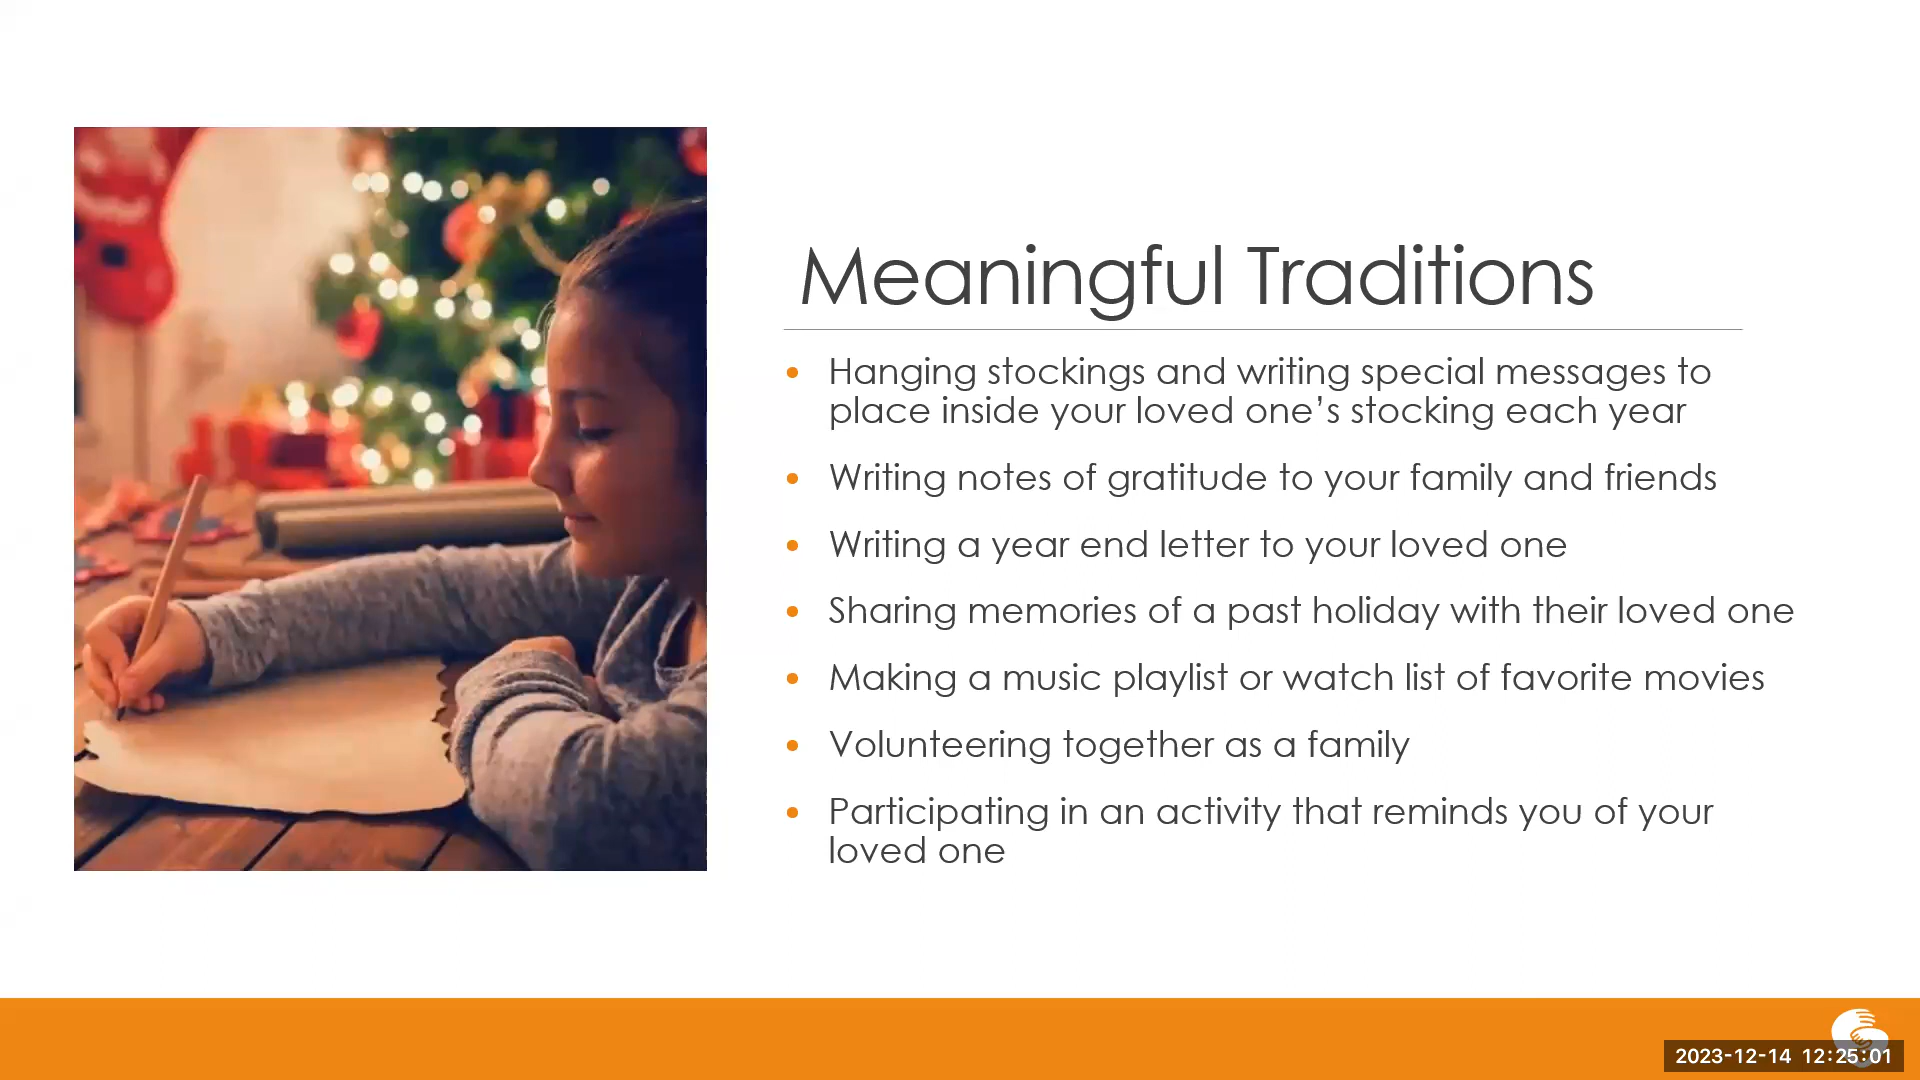 Meaningful Traditions
• Hanging stockings and writing special messages to
place inside your loved one’s stocking each year
• Writing notes of gratitude to your family and friends
• Writing a year end letter to your loved one
• Sharing memories of a past holiday with their loved one
• Making a music playlist or watch list of favorite movies
• Volunteering together as a family
• Participating in an activity that reminds you of your
loved one
2023-12-14 12:25:01